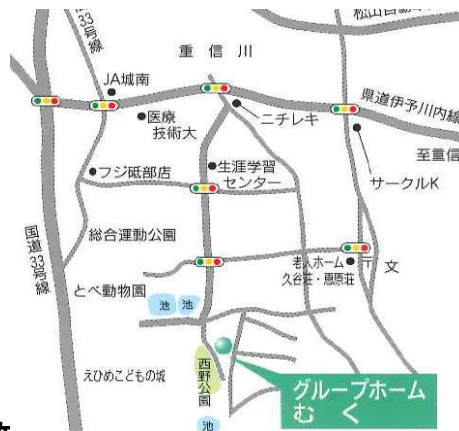 重信川
JA城南
33号線
医療
技術大
ニチレキ
県道伊予川内線
至重信
フジ砥部店
生涯学習
センター
サークルK
国道33号線
総合運動公園
とべ動物園
老人ホーム
久谷荘・恵原荘
文
池
池
えひめこどもの城
西野公園
池
グループホーム
むく